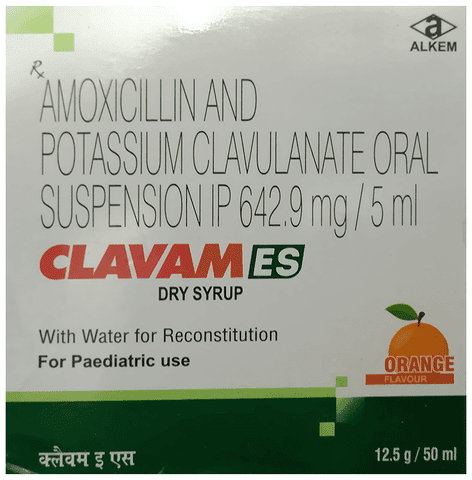 ALKEM
Rx
AMOXICILLIN AND
POTASSIUM CLAVULANATE ORAL
SUSPENSION IP 642.9 mg / 5 ml
CLAVAM ES
DRY SYRUP
With Water for Reconstitution
For Paediatric use
ORANGE
FLAVOUR
क्लैवम इ एस
12.5 g / 50 ml